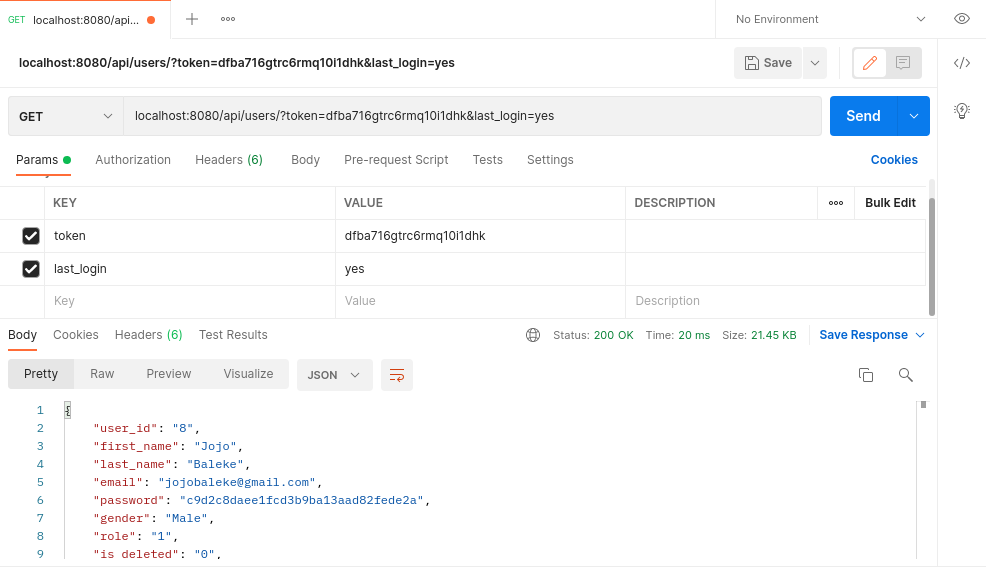 GET localhost:8080/api...
No Environment
localhost:8080/api/users/?token=dfba716gtrc6rmq10i1dhk&last_login=yes
Save
GET localhost:8080/api/users/?token=dfba716gtrc6rmq10i1dhk&last_login=yes Send
Params Authorization Headers (6) Body Pre-request Script Tests Settings Cookies
KEY VALUE DESCRIPTION Bulk Edit
token dfba716gtrc6rmq10i1dhk
last_login yes
Key Value Description
Body Cookies Headers (6) Test Results Status: 200 OK Time: 20 ms Size: 21.45 KB Save Response
Pretty Raw Preview Visualize JSON
1 {
2 "user_id": "8",
3 "first_name": "Jojo",
4 "last_name": "Baleke",
5 "email": "jojobaleke@gmail.com",
6 "password": "c9d2c8daee1fcd3b9ba13aad82fede2a",
7 "gender": "Male",
8 "role": "1",
9 "is_deleted": "0",